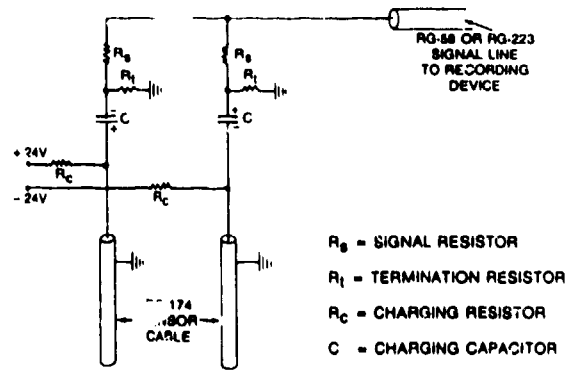 RG-58 OR RG-223
SIGNAL LINE
TO RECORDING
DEVICE
Rs
Rs
Rt
Rt
- C
+
+ C
-
+ 24V
Rc
Rc
- 24V
174
CABLE
Rs = SIGNAL RESISTOR
Rt = TERMINATION RESISTOR
RC = CHARGING RESISTOR
C = CHARGING CAPACITOR